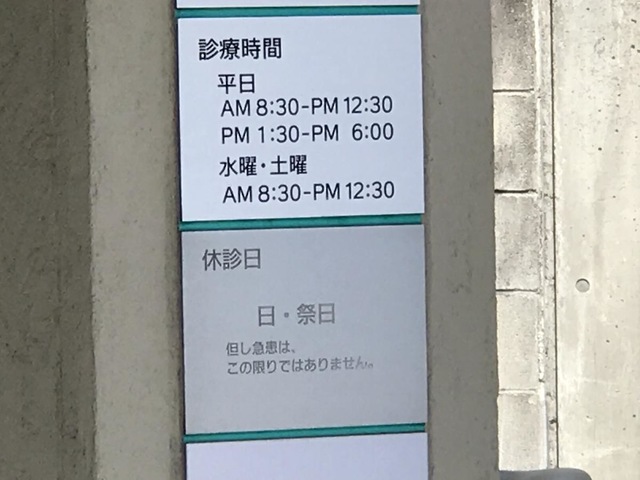 診療時間
平日
AM 8:30-PM 12:30
PM 1:30-PM 6:00
水曜・土曜
AM 8:30-PM 12:30
休診日
日・祭日
但し急患は、
この限りではありません。